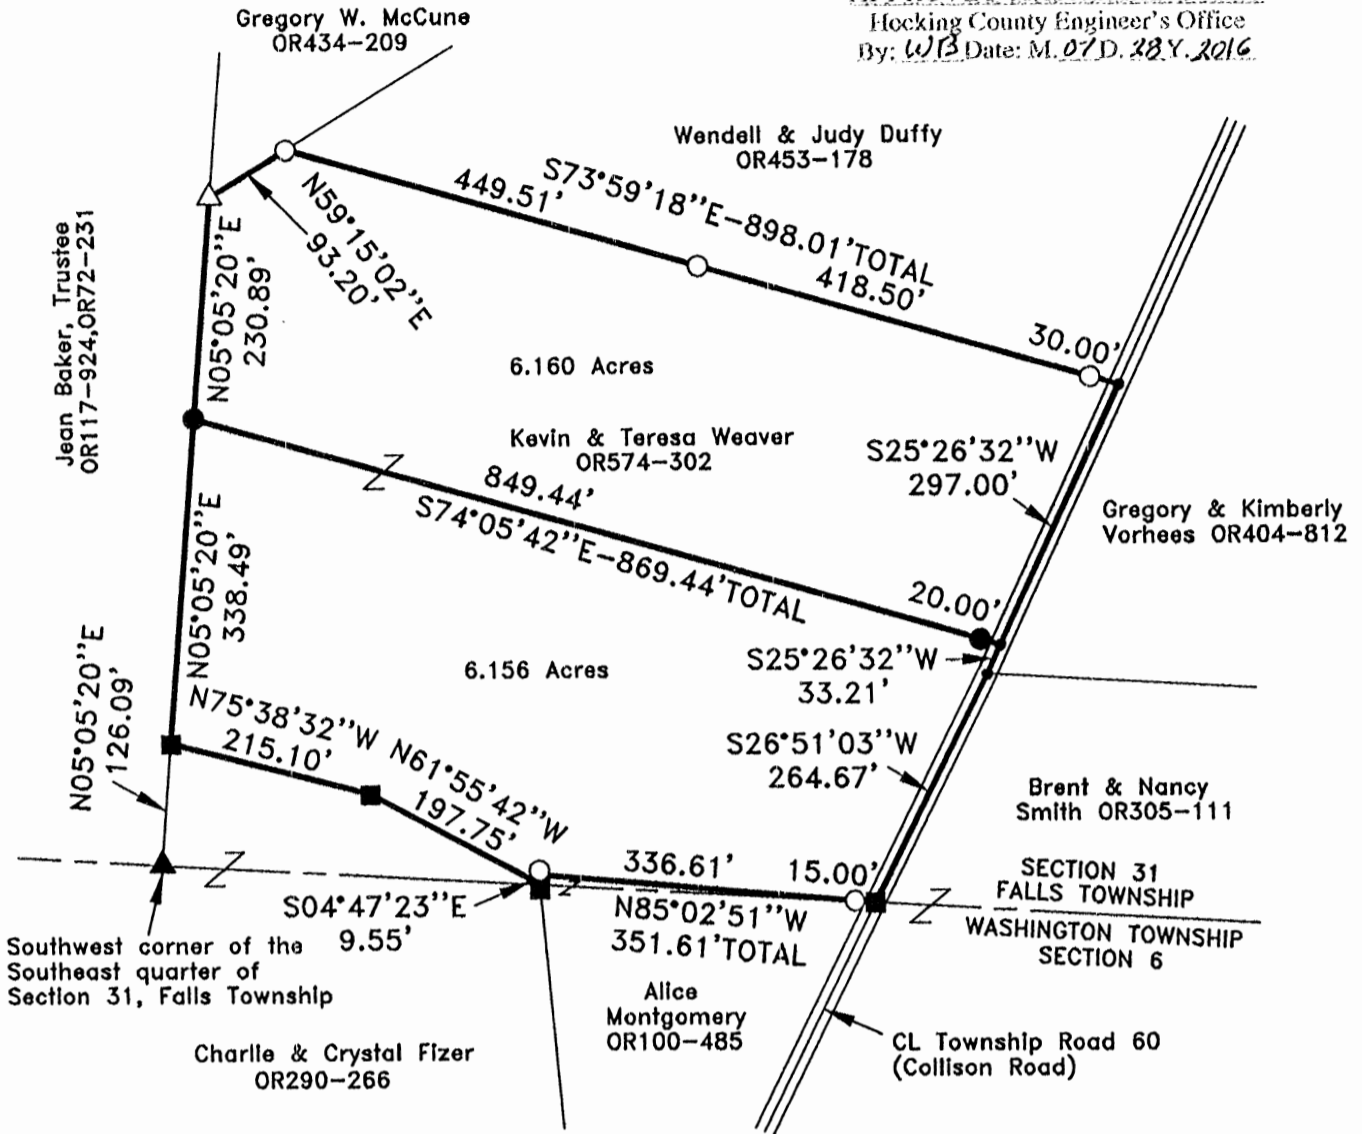 Gregory W. McCune
OR434-209
Hocking County Engineer's Office
By: WB Date: M. 07 D. 28 Y. 2016
Wendell & Judy Duffy
OR453-178
S73°59'18"E-898.01'TOTAL
449.51'
418.50'
30.00'
N59°15'02"E
93.20'
Jean Baker, Trustee
OR117-924,OR72-231
N05°05'20"E
230.89'
6.160 Acres
Kevin & Teresa Weaver
OR574-302
S25°26'32"W
297.00'
Gregory & Kimberly
Vorhees OR404-812
849.44'
S74°05'42"E-869.44'TOTAL
20.00'
N05°05'20"E
338.49'
S25°26'32"W
33.21'
6.156 Acres
N05°05'20"E
126.09'
N75°38'32"W
215.10'
N61°55'42"W
197.75'
S26°51'03"W
264.67'
Brent & Nancy
Smith OR305-111
336.61'
15.00'
SECTION 31
FALLS TOWNSHIP
S04°47'23"E
9.55'
N85°02'51"W
351.61'TOTAL
WASHINGTON TOWNSHIP
SECTION 6
Southwest corner of the
Southeast quarter of
Section 31, Falls Township
Alice
Montgomery
OR100-485
CL Township Road 60
(Collison Road)
Charlie & Crystal Fizer
OR290-266